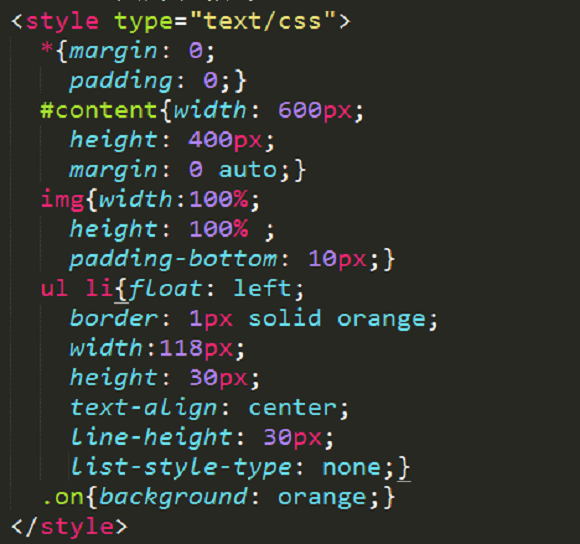 <style type="text/css">
*{margin: 0;
padding: 0;}
#content{width: 600px;
height: 400px;
margin: 0 auto;}
img{width:100%;
height: 100% ;
padding-bottom: 10px;}
ul li{float: left;
border: 1px solid orange;
width:118px;
height: 30px;
text-align: center;
line-height: 30px;
list-style-type: none;}
.on{background: orange;}
</style>